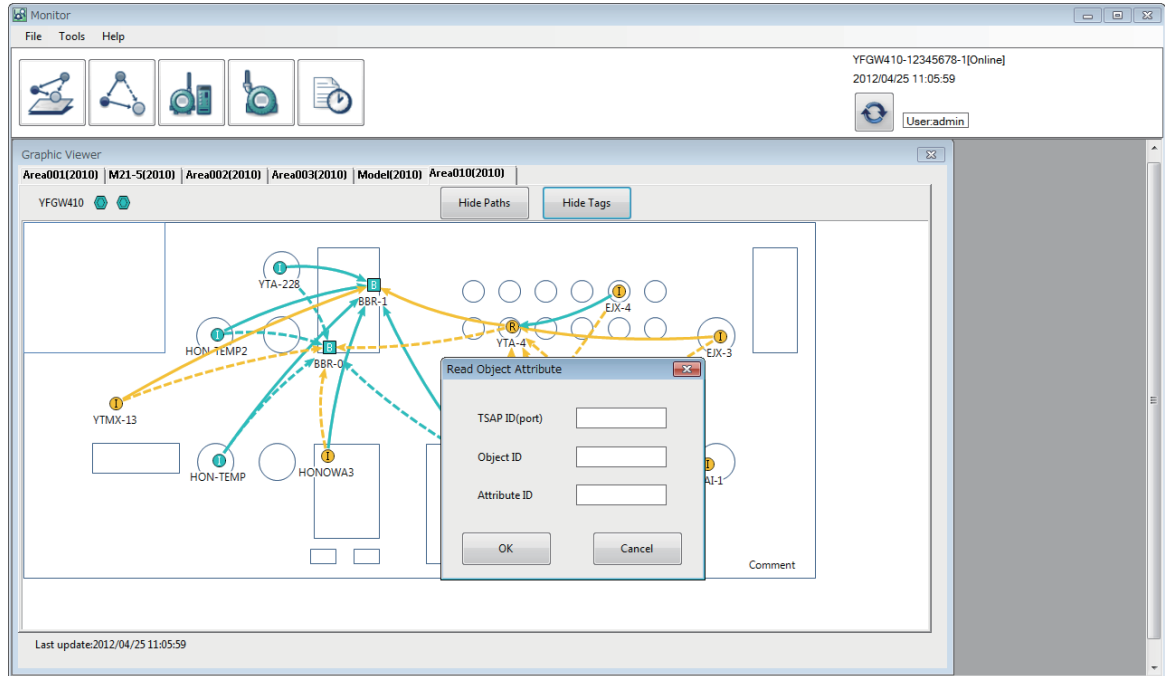 Monitor
File Tools Help
YFGW410-12345678-1[Online]
2012/04/25 11:05:59
User:admin
Graphic Viewer
Area001(2010) M21-5(2010) Area002(2010) Area003(2010) Model(2010) Area010(2010)
YFGW410 Hide Paths Hide Tags
I
YTA-228
B
BBR-1
I
EJX-4
R
YTA-4
I
EJX-3
I
HON-TEMP2
B
BBR-0
I
YTMX-13
I
HON-TEMP
I
HONOWA3
I
AI-1
Read Object Attribute
TSAP ID(port)
Object ID
Attribute ID
OK Cancel
Comment
Last update:2012/04/25 11:05:59